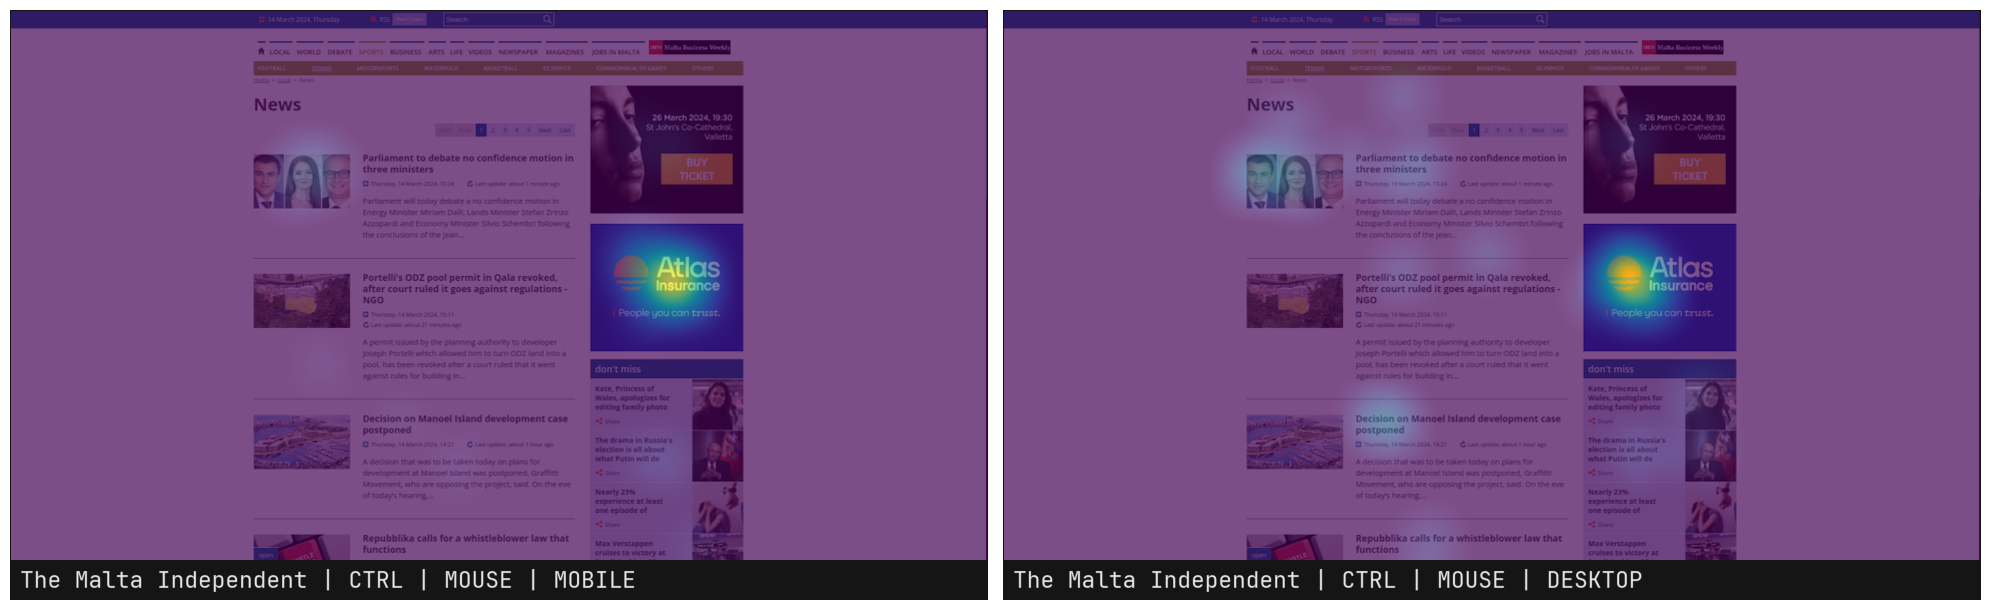 14 March 2024, Thursday RSS Search
LOCAL WORLD DEBATE SPORTS BUSINESS ARTS LIFE VIDEOS NEWSPAPER MAGAZINES JOBS IN MALTA Malta Business Weekly
FOOTBALL TENNIS MOTORSPORTS WATERPOLO BASKETBALL OLYMPICS COMMONWEALTH GAMES OTHERS
Home > Local > News
News
1 2 3 4 5 Next Last
Parliament to debate no confidence motion in
three ministers
Thursday, 14 March 2024, 15:24 Last update: about 1 minute ago
Parliament will today debate a no confidence motion in
Energy Minister Miriam Dalli, Lands Minister Stefan Zrinzo
Azzopardi and Economy Minister Silvio Schembri following
the conclusions of the Jean...
Portelli's ODZ pool permit in Qala revoked,
after court ruled it goes against regulations -
NGO
Thursday, 14 March 2024, 15:11
Last update: about 21 minutes ago
A permit issued by the planning authority to developer
Joseph Portelli which allowed him to turn ODZ land into a
pool, has been revoked after a court ruled that it went
against rules for building in...
Decision on Manoel Island development case
postponed
Thursday, 14 March 2024, 14:21 Last update: about 1 hour ago
A decision that was to be taken today on plans for
development at Manoel Island was postponed, Graffitti
Movement, who are opposing the project, said. On the eve
of today's hearing,...
open
Repubblika calls for a whistleblower law that
functions
26 March 2024, 19:30
St John's Co-Cathedral,
Valletta
BUY
TICKET
Atlas
Insurance
People you can trust.
don't miss
Kate, Princess of
Wales, apologizes for
editing family photo
Share
The drama in Russia's
election is all about
what Putin will do
Share
Nearly 23%
experience at least
one episode of
Share
Max Verstappen
cruises to victory at
The Malta Independent | CTRL | MOUSE | MOBILE
14 March 2024, Thursday RSS Search
LOCAL WORLD DEBATE SPORTS BUSINESS ARTS LIFE VIDEOS NEWSPAPER MAGAZINES JOBS IN MALTA Malta Business Weekly
FOOTBALL TENNIS MOTORSPORTS WATERPOLO BASKETBALL OLYMPICS COMMONWEALTH GAMES OTHERS
Home > Local > News
News
1 2 3 4 5 Next Last
Parliament to debate no confidence motion in
three ministers
Thursday, 14 March 2024, 15:24 Last update: about 1 minute ago
Parliament will today debate a no confidence motion in
Energy Minister Miriam Dalli, Lands Minister Stefan Zrinzo
Azzopardi and Economy Minister Silvio Schembri following
the conclusions of the Jean...
Portelli's ODZ pool permit in Qala revoked,
after court ruled it goes against regulations -
NGO
Thursday, 14 March 2024, 15:11
Last update: about 21 minutes ago
A permit issued by the planning authority to developer
Joseph Portelli which allowed him to turn ODZ land into a
pool, has been revoked after a court ruled that it went
against rules for building in...
Decision on Manoel Island development case
postponed
Thursday, 14 March 2024, 14:21 Last update: about 1 hour ago
A decision that was to be taken today on plans for
development at Manoel Island was postponed, Graffitti
Movement, who are opposing the project, said. On the eve
of today's hearing,...
open
Repubblika calls for a whistleblower law that
functions
26 March 2024, 19:30
St John's Co-Cathedral,
Valletta
BUY
TICKET
Atlas
Insurance
People you can trust.
don't miss
Kate, Princess of
Wales, apologizes for
editing family photo
Share
The drama in Russia's
election is all about
what Putin will do
Share
Nearly 23%
experience at least
one episode of
Share
Max Verstappen
cruises to victory at
The Malta Independent | CTRL | MOUSE | DESKTOP